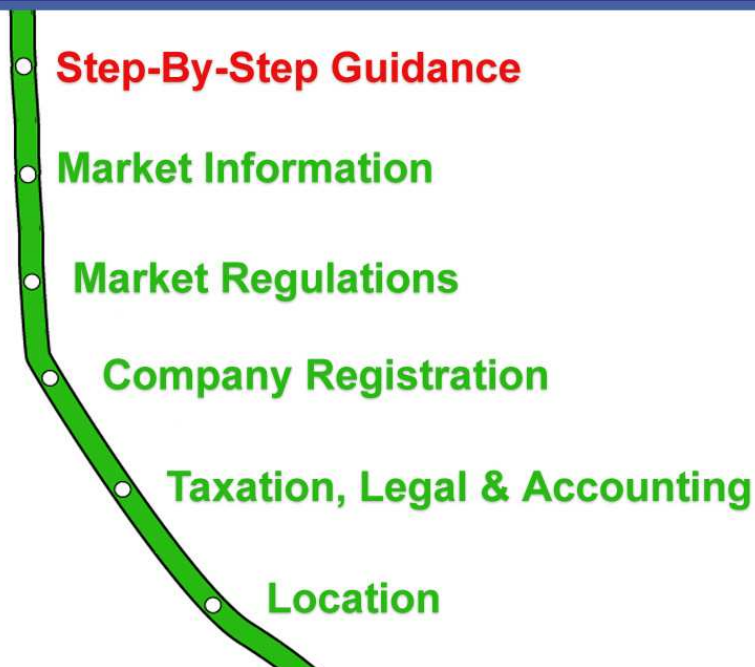 Step-By-Step Guidance
Market Information
Market Regulations
Company Registration
Taxation, Legal & Accounting
Location